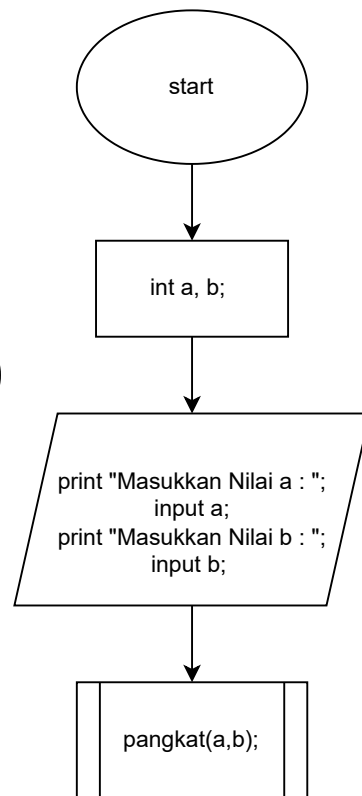 start
int a, b;
print "Masukkan Nilai a : ";
input a;
print "Masukkan Nilai b : ";
input b;
pangkat(a,b);